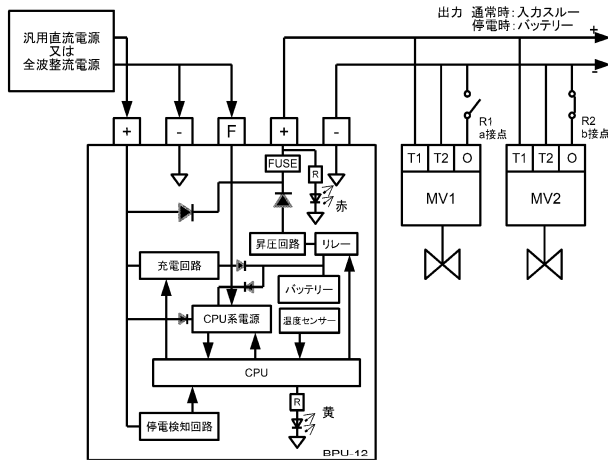 出力 通常時：入力スルー
停電時：バッテリー
汎用直流電源
又は
全波整流電源
+
-
+
-
F
+
-
R1
a接点
R2
b接点
T1
T2
O
T1
T2
O
MV1
MV2
FUSE
R
赤
昇圧回路
リレー
充電回路
バッテリー
CPU系電源
温度センサー
CPU
R
黄
停電検知回路
BPU-12